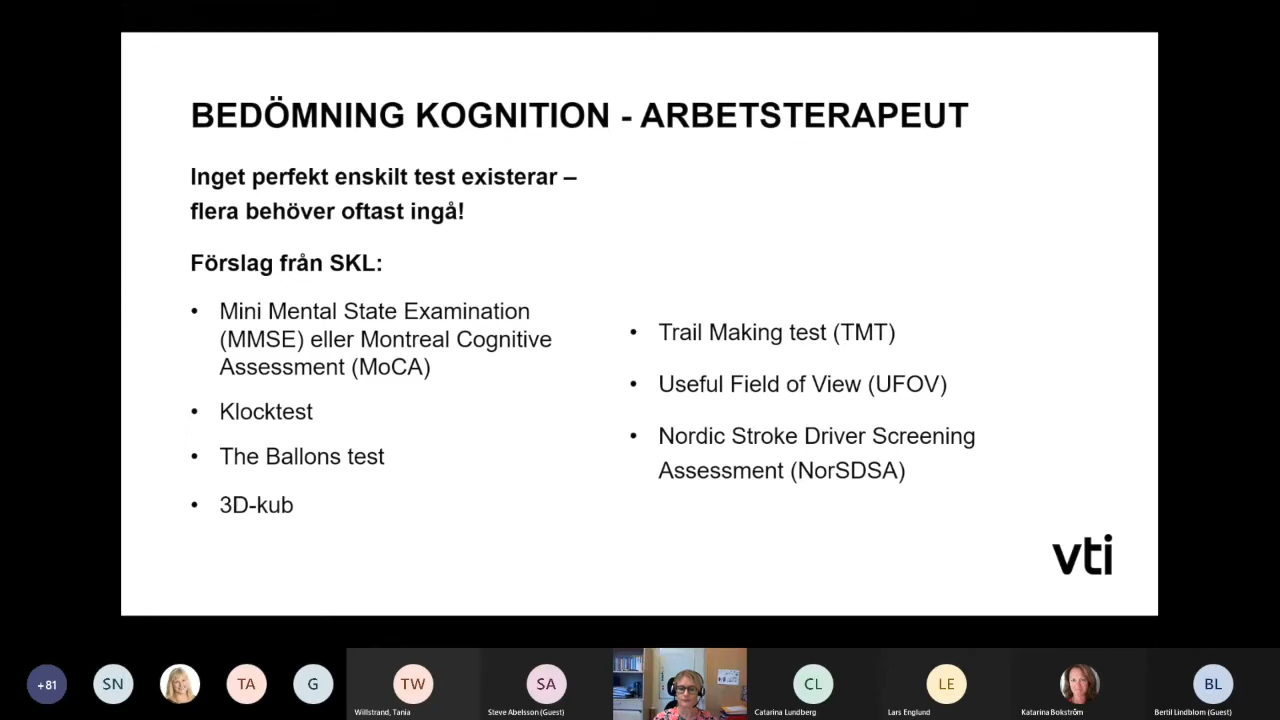 BEDÖMNING KOGNITION - ARBETSTERAPEUT
Inget perfekt enskilt test existerar –
flera behöver oftast ingå!
Förslag från SKL:
• Mini Mental State Examination
(MMSE) eller Montreal Cognitive
Assessment (MoCA)
• Klocktest
• The Ballons test
• 3D-kub
• Trail Making test (TMT)
• Useful Field of View (UFOV)
• Nordic Stroke Driver Screening
Assessment (NorSDSA)
vti
+81
SN
TA
G
TW
Willstrand, Tania
SA
Steve Abelsson (Guest)
CL
Catarina Lundberg
LE
Lars Englund
Katarina Bokström
BL
Bertil Lindblom (Guest)